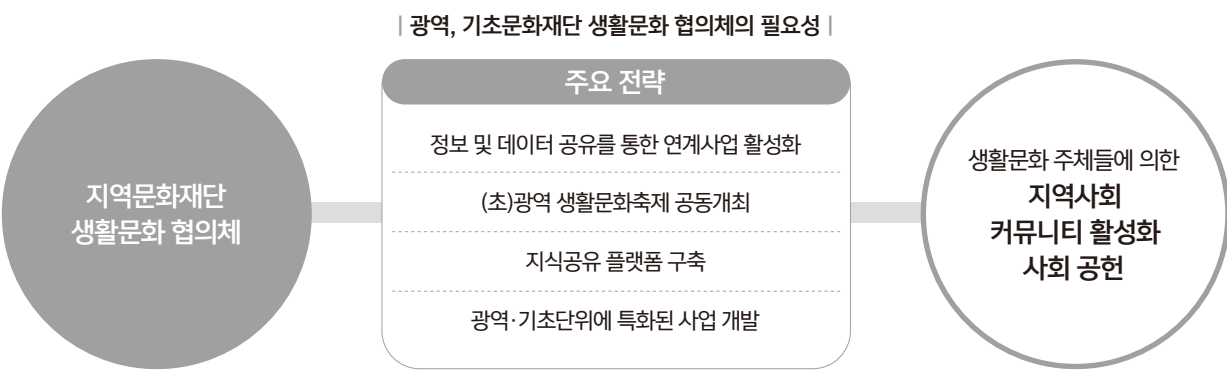 | 광역, 기초문화재단 생활문화 협의체의 필요성 |
지역문화재단
생활문화 협의체
주요 전략
정보 및 데이터 공유를 통한 연계사업 활성화
(초)광역 생활문화축제 공동개최
지식공유 플랫폼 구축
광역·기초단위에 특화된 사업 개발
생활문화 주체들에 의한
지역사회
커뮤니티 활성화
사회 공헌